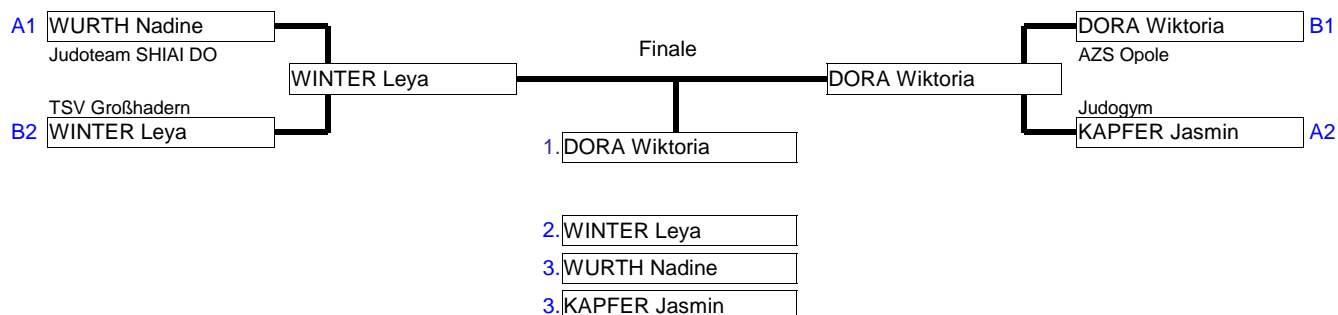 A1 WURTH Nadine DORA Wiktoria B1
Judoteam SHIAI DO Finale AZS Opole
WINTER Leya DORA Wiktoria
TSV Großhadern Judogym
B2 WINTER Leya KAPFER Jasmin A2
1. DORA Wiktoria
2. WINTER Leya
3. WURTH Nadine
3. KAPFER Jasmin